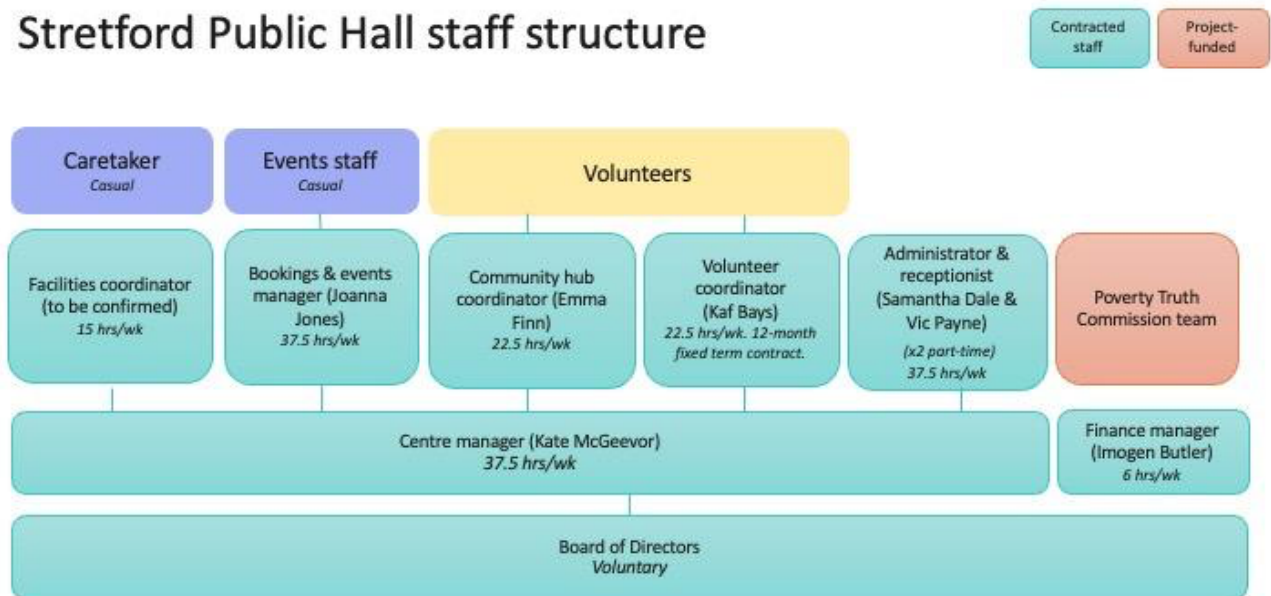 Stretford Public Hall staff structure
Contracted
staff
Project-
funded
Caretaker
Casual
Events staff
Casual
Volunteers
Facilities coordinator
(to be confirmed)
15 hrs/wk
Bookings & events
manager (Joanna
Jones)
37.5 hrs/wk
Community hub
coordinator (Emma
Finn)
22.5 hrs/wk
Volunteer
coordinator
(Kaf Bays)
22.5 hrs/wk. 12-month
fixed term contract.
Administrator &
receptionist
(Samantha Dale &
Vic Payne)
(x2 part-time)
37.5 hrs/wk
Poverty Truth
Commission team
Centre manager (Kate McGeevor)
37.5 hrs/wk
Finance manager
(Imogen Butler)
6 hrs/wk
Board of Directors
Voluntary